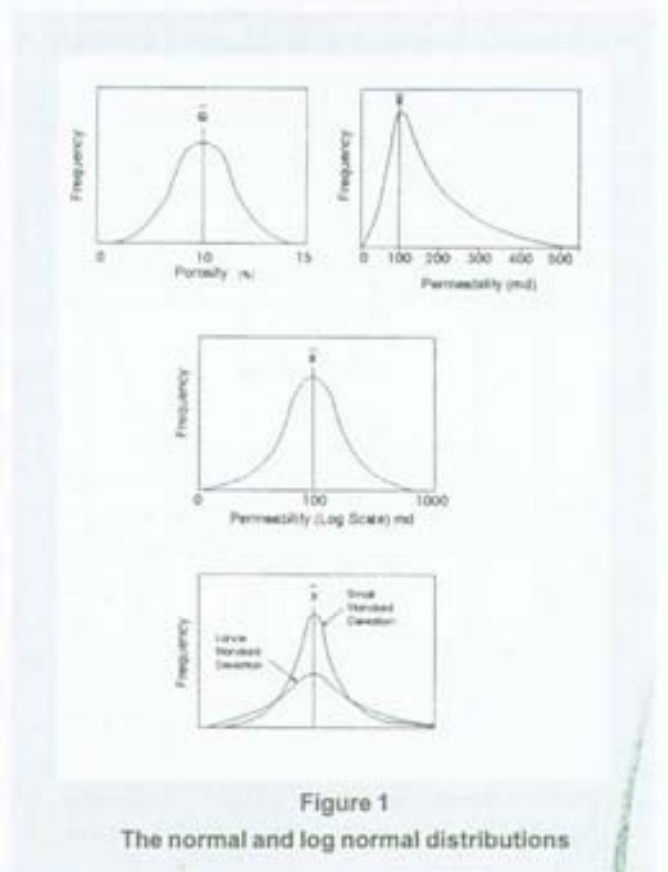 Frequency
0 10 15
Porosity (%)
Frequency
0 100 200 300 400 500
Permeability (md)
Frequency
0 100 1000
Permeability (Log Scale) md
Frequency
Small
Standard
Deviation
Large
Standard
Deviation
x̄
Figure 1
The normal and log normal distributions